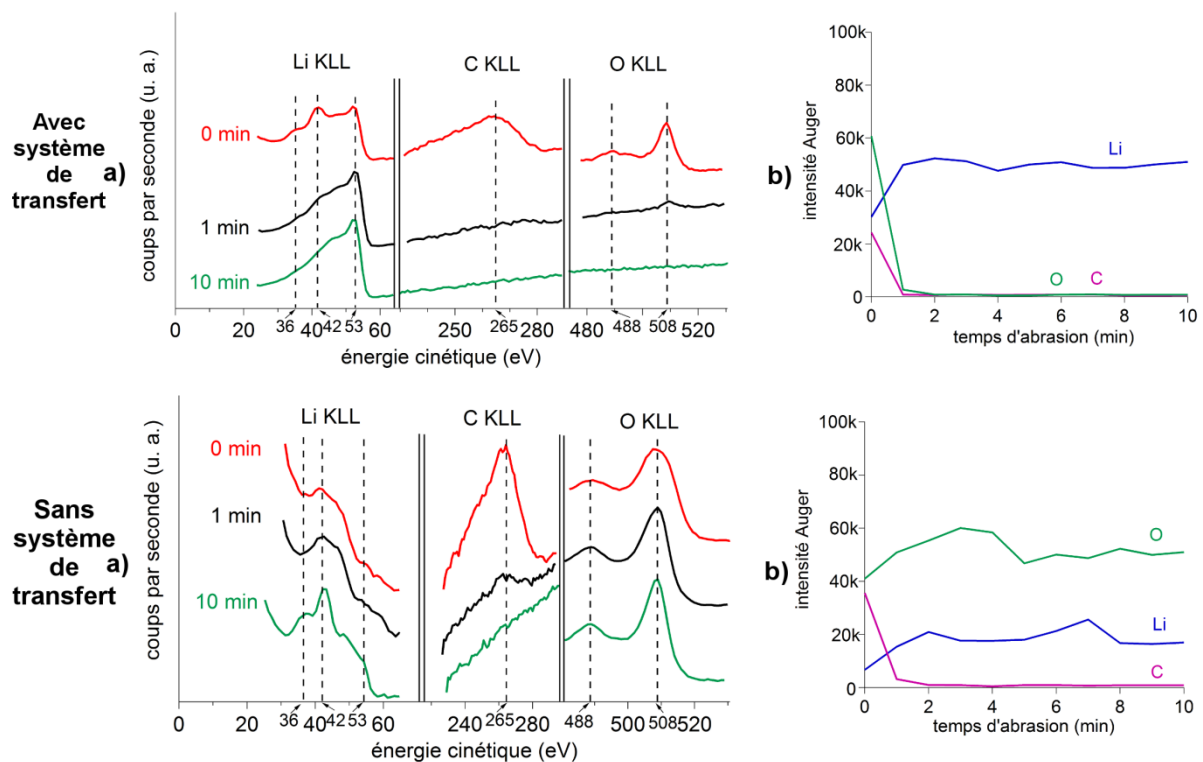 Avec
système
de
transfert
a)
coups par seconde (u. a.)
Li KLL
C KLL
O KLL
0 min
1 min
10 min
0
36
40
42
53
60
250
265
280
480
488
508
520
énergie cinétique (eV)
b)
intensité Auger
100k
80k
60k
40k
20k
0
Li
O
C
0
2
4
6
8
10
temps d'abrasion (min)
Sans
système
de
transfert
a)
coups par seconde (u. a.)
Li KLL
C KLL
O KLL
0 min
1 min
10 min
0
36
40
42
53
60
240
265
280
488
500
508
520
énergie cinétique (eV)
b)
intensité Auger
100k
80k
60k
40k
20k
0
O
Li
C
0
2
4
6
8
10
temps d'abrasion (min)